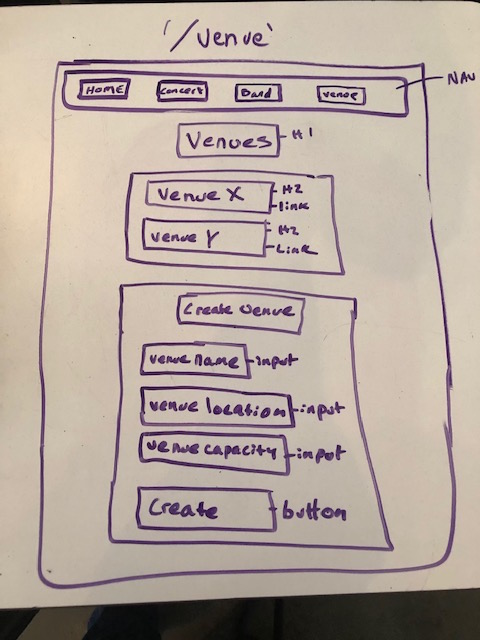 '/venue'
HOME concert Band venue NAV
Venues H1
Venue X H2
link
venue Y H2
Link
Create venue
venue name input
venue location input
venue capacity input
Create button